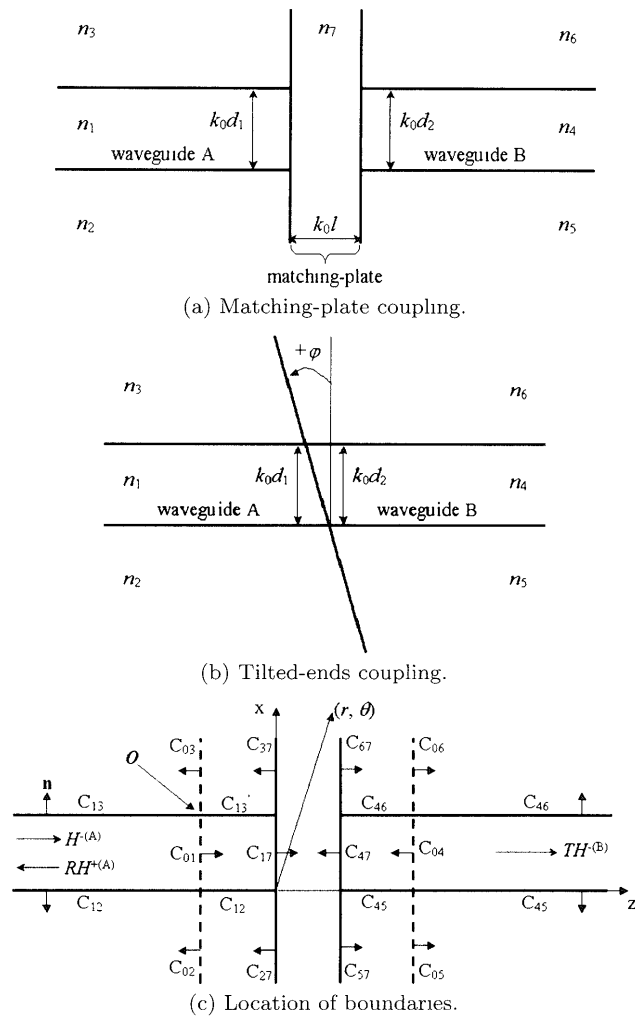 n3 n7 n6
n1 k0d1 k0d2 n4
waveguide A waveguide B
n2 k0l n5
matching-plate
(a) Matching-plate coupling.
+φ
n3 n6
n1 k0d1 k0d2 n4
waveguide A waveguide B
n2 n5
(b) Tilted-ends coupling.
x (r, θ)
O C03 C37 C67 C06
n C13 C13 C46 C46
H-(A) C01 C17 C47 C04 TH-(B)
RH+(A)
C12 C12 C45 C45 z
C02 C27 C57 C05
(c) Location of boundaries.